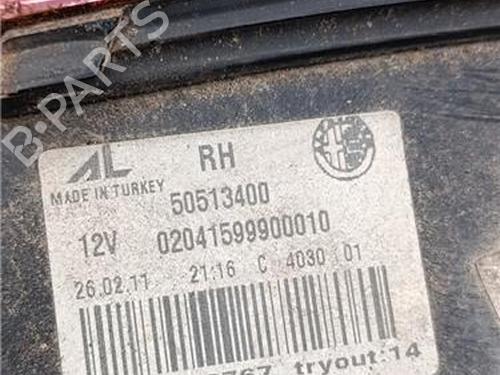 B-PARTS
AL RH
MADE IN TURKEY
50513400
12V 02041599900010
26.02.11 21:16 C 4030 01
tryout:14